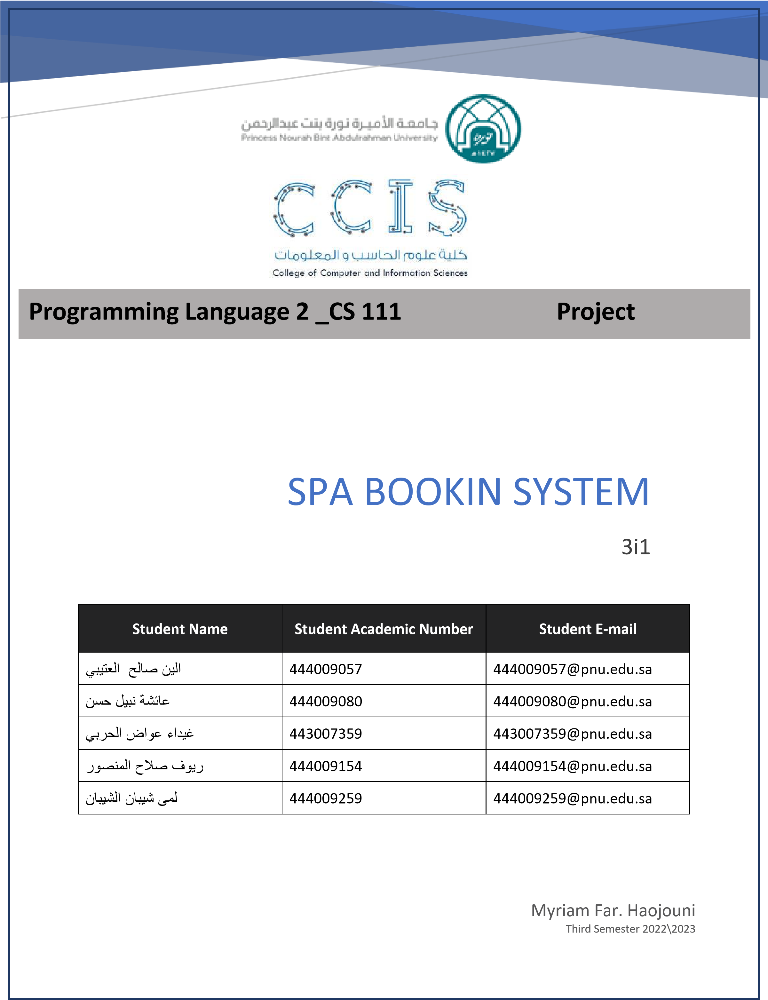 جامعة الأميرة نورة بنت عبدالرحمن
Princess Nourah Bint Abdulrahman University
CCIS
كلية علوم الحاسب و المعلومات
College of Computer and Information Sciences
Programming Language 2 _CS 111 Project
SPA BOOKIN SYSTEM
3i1
Student Name Student Academic Number Student E-mail
الين صالح العتيبي 444009057 444009057@pnu.edu.sa
عائشة نبيل حسن 444009080 444009080@pnu.edu.sa
غيداء عواض الحربي 443007359 443007359@pnu.edu.sa
ريوف صلاح المنصور 444009154 444009154@pnu.edu.sa
لمى شيبان الشيبان 444009259 444009259@pnu.edu.sa
Myriam Far. Haojouni
Third Semester 2022\2023